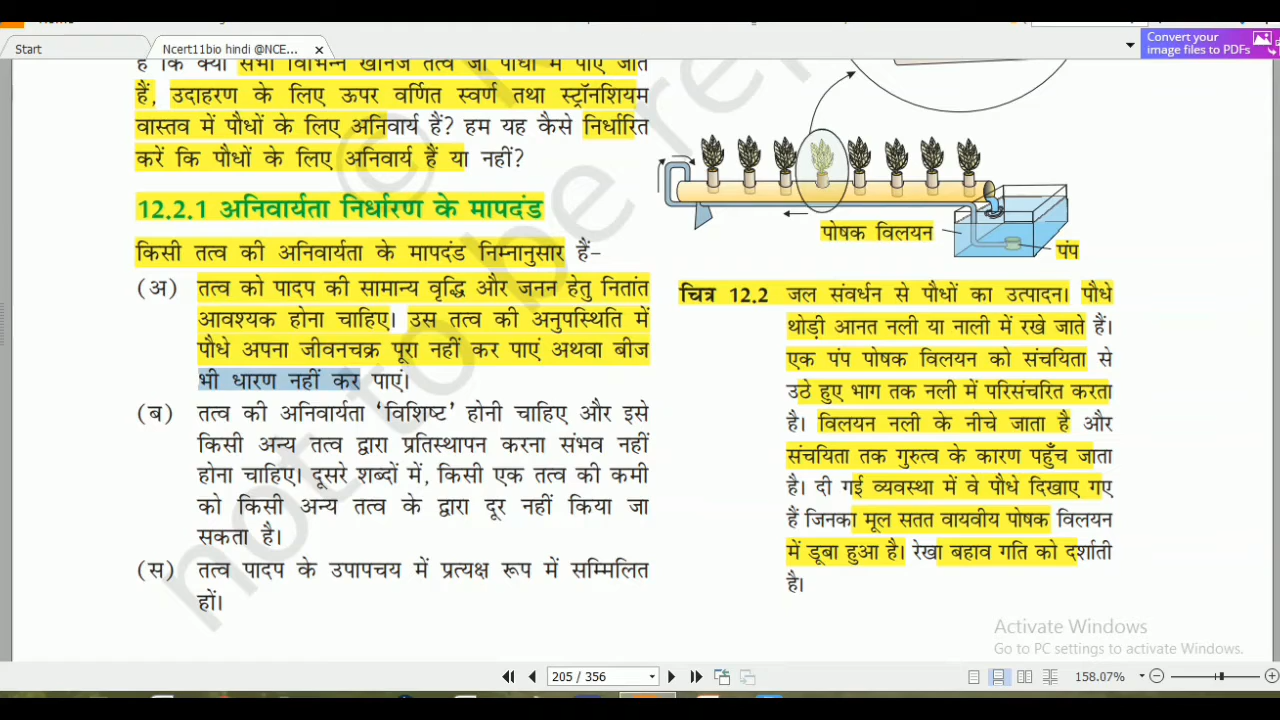 Start
Ncert11bio hindi @NCE...
Convert your
image files to PDFs
है कि क्या सभी विभिन्न खनिज तत्व जो पौधों में पाए जाते
हैं, उदाहरण के लिए ऊपर वर्णित स्वर्ण तथा स्ट्रॉनशियम
वास्तव में पौधों के लिए अनिवार्य हैं? हम यह कैसे निर्धारित
करें कि पौधों के लिए अनिवार्य हैं या नहीं?
12.2.1 अनिवार्यता निर्धारण के मापदंड
किसी तत्व की अनिवार्यता के मापदंड निम्नानुसार हैं–
(अ) तत्व को पादप की सामान्य वृद्धि और जनन हेतु नितांत
आवश्यक होना चाहिए। उस तत्व की अनुपस्थिति में
पौधे अपना जीवनचक्र पूरा नहीं कर पाएं अथवा बीज
भी धारण नहीं कर पाएं।
(ब) तत्व की अनिवार्यता ‘विशिष्ट’ होनी चाहिए और इसे
किसी अन्य तत्व द्वारा प्रतिस्थापन करना संभव नहीं
होना चाहिए। दूसरे शब्दों में, किसी एक तत्व की कमी
को किसी अन्य तत्व के द्वारा दूर नहीं किया जा
सकता है।
(स) तत्व पादप के उपापचय में प्रत्यक्ष रूप में सम्मिलित
हों।
पोषक विलयन
पंप
चित्र 12.2 जल संवर्धन से पौधों का उत्पादन। पौधे
थोड़ी आनत नली या नाली में रखे जाते हैं।
एक पंप पोषक विलयन को संचयिता से
उठे हुए भाग तक नली में परिसंचरित करता
है। विलयन नली के नीचे जाता है और
संचयिता तक गुरुत्व के कारण पहुँच जाता
है। दी गई व्यवस्था में वे पौधे दिखाए गए
हैं जिनका मूल सतत वायवीय पोषक विलयन
में डूबा हुआ है। रेखा बहाव गति को दर्शाती
है।
not to be re
Activate Windows
Go to PC settings to activate Windows.
205 / 356
158.07%